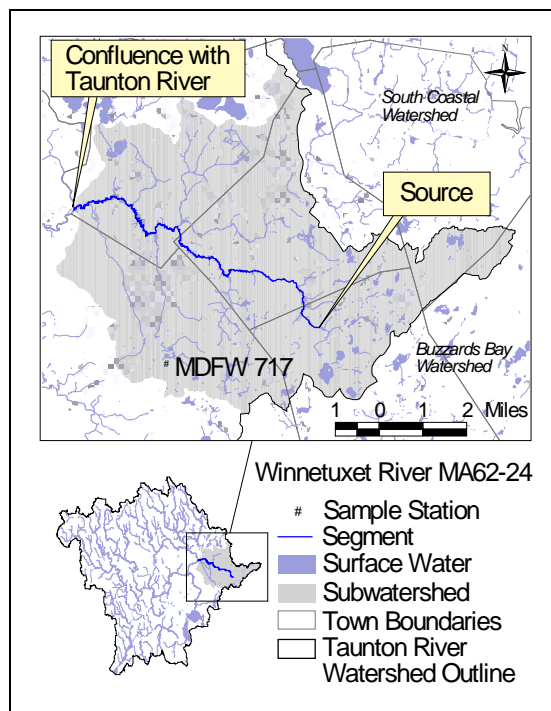 Confluence with
Taunton River
N
South Coastal
Watershed
Source
# MDFW 717
Buzzards Bay
Watershed
1 0 1 2 Miles
Winnetuxet River MA62-24
# Sample Station
Segment
Surface Water
Subwatershed
Town Boundaries
Taunton River
Watershed Outline